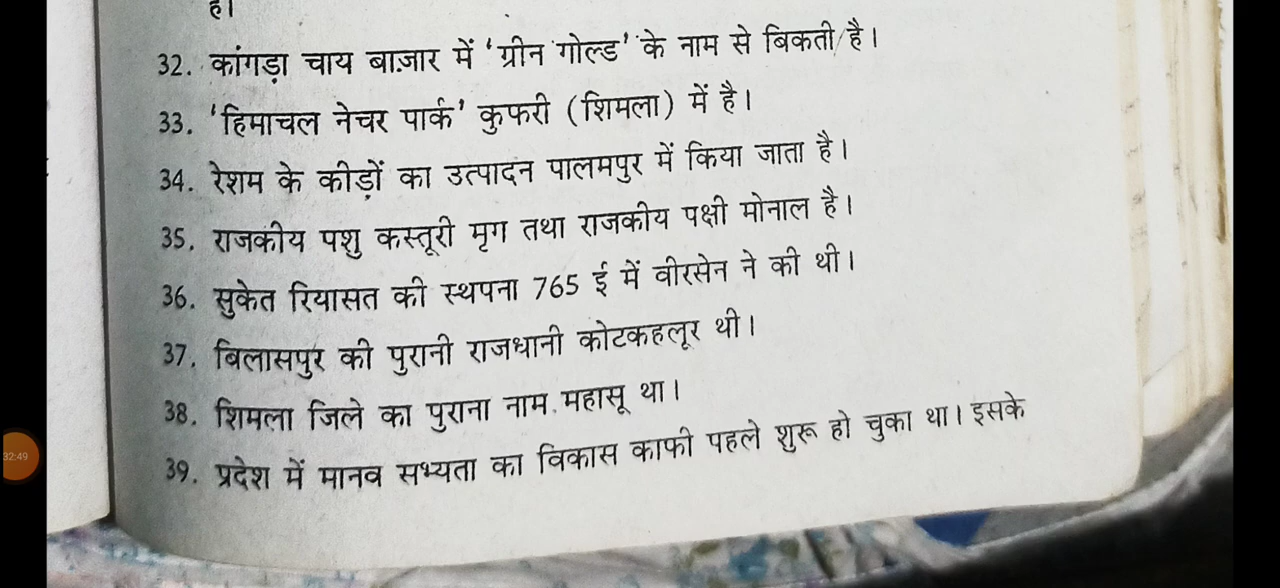 है।
32. कांगड़ा चाय बाज़ार में 'ग्रीन गोल्ड' के नाम से बिकती है।
33. 'हिमाचल नेचर पार्क' कुफरी (शिमला) में है।
34. रेशम के कीड़ों का उत्पादन पालमपुर में किया जाता है।
35. राजकीय पशु कस्तूरी मृग तथा राजकीय पक्षी मोनाल है।
36. सुकेत रियासत की स्थपना 765 ई में वीरसेन ने की थी।
37. बिलासपुर की पुरानी राजधानी कोटकहलूर थी।
38. शिमला जिले का पुराना नाम महासू था।
39. प्रदेश में मानव सभ्यता का विकास काफी पहले शुरू हो चुका था। इसके
32:49